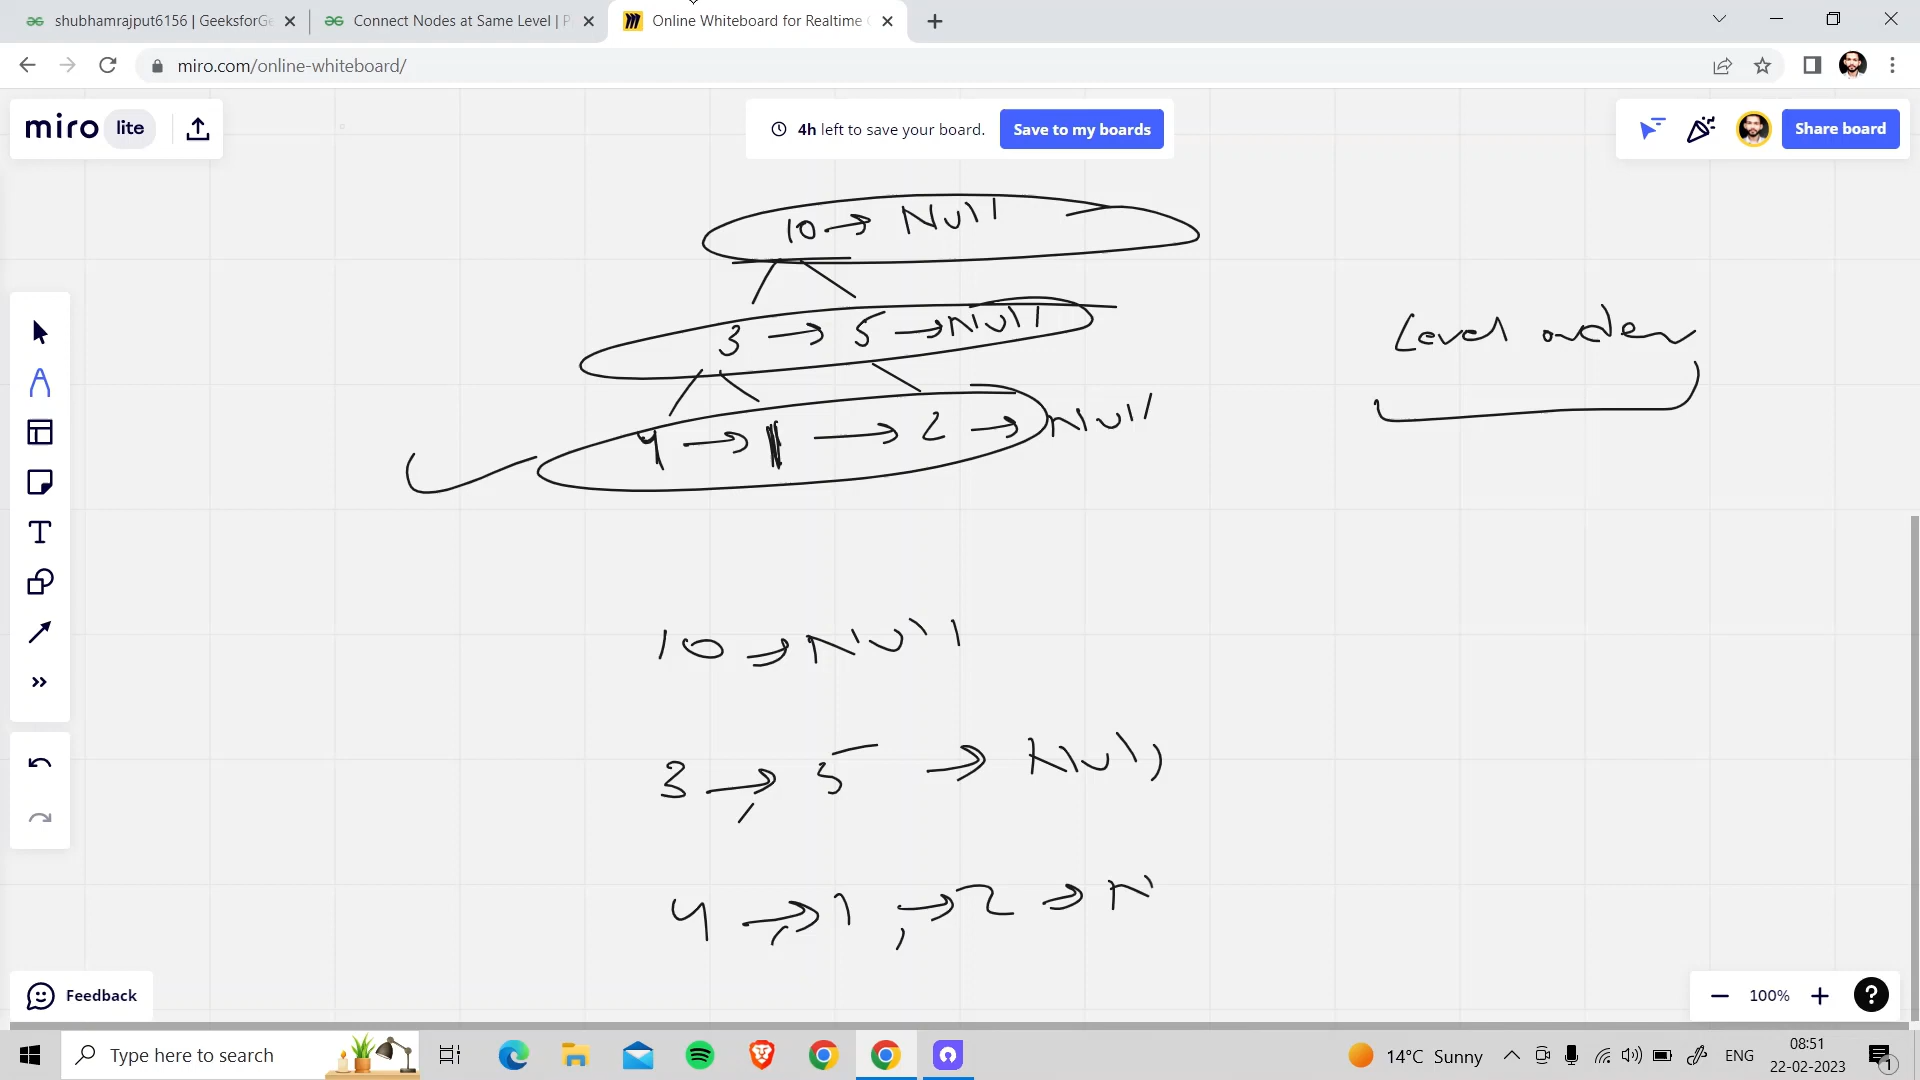 shubhamrajput6156 | GeeksforGe
Connect Nodes at Same Level | P
Online Whiteboard for Realtime C
miro.com/online-whiteboard/
miro lite
4h left to save your board.
Save to my boards
Share board
10 → Null
3 → 5 → Null
4 → 1 → 2 → Null
Level order
T
10 → Null
3 → 5 → Null
4 → 1 → 2 → N
Feedback
100%
?
Type here to search
14°C Sunny
ENG
08:51
22-02-2023
1